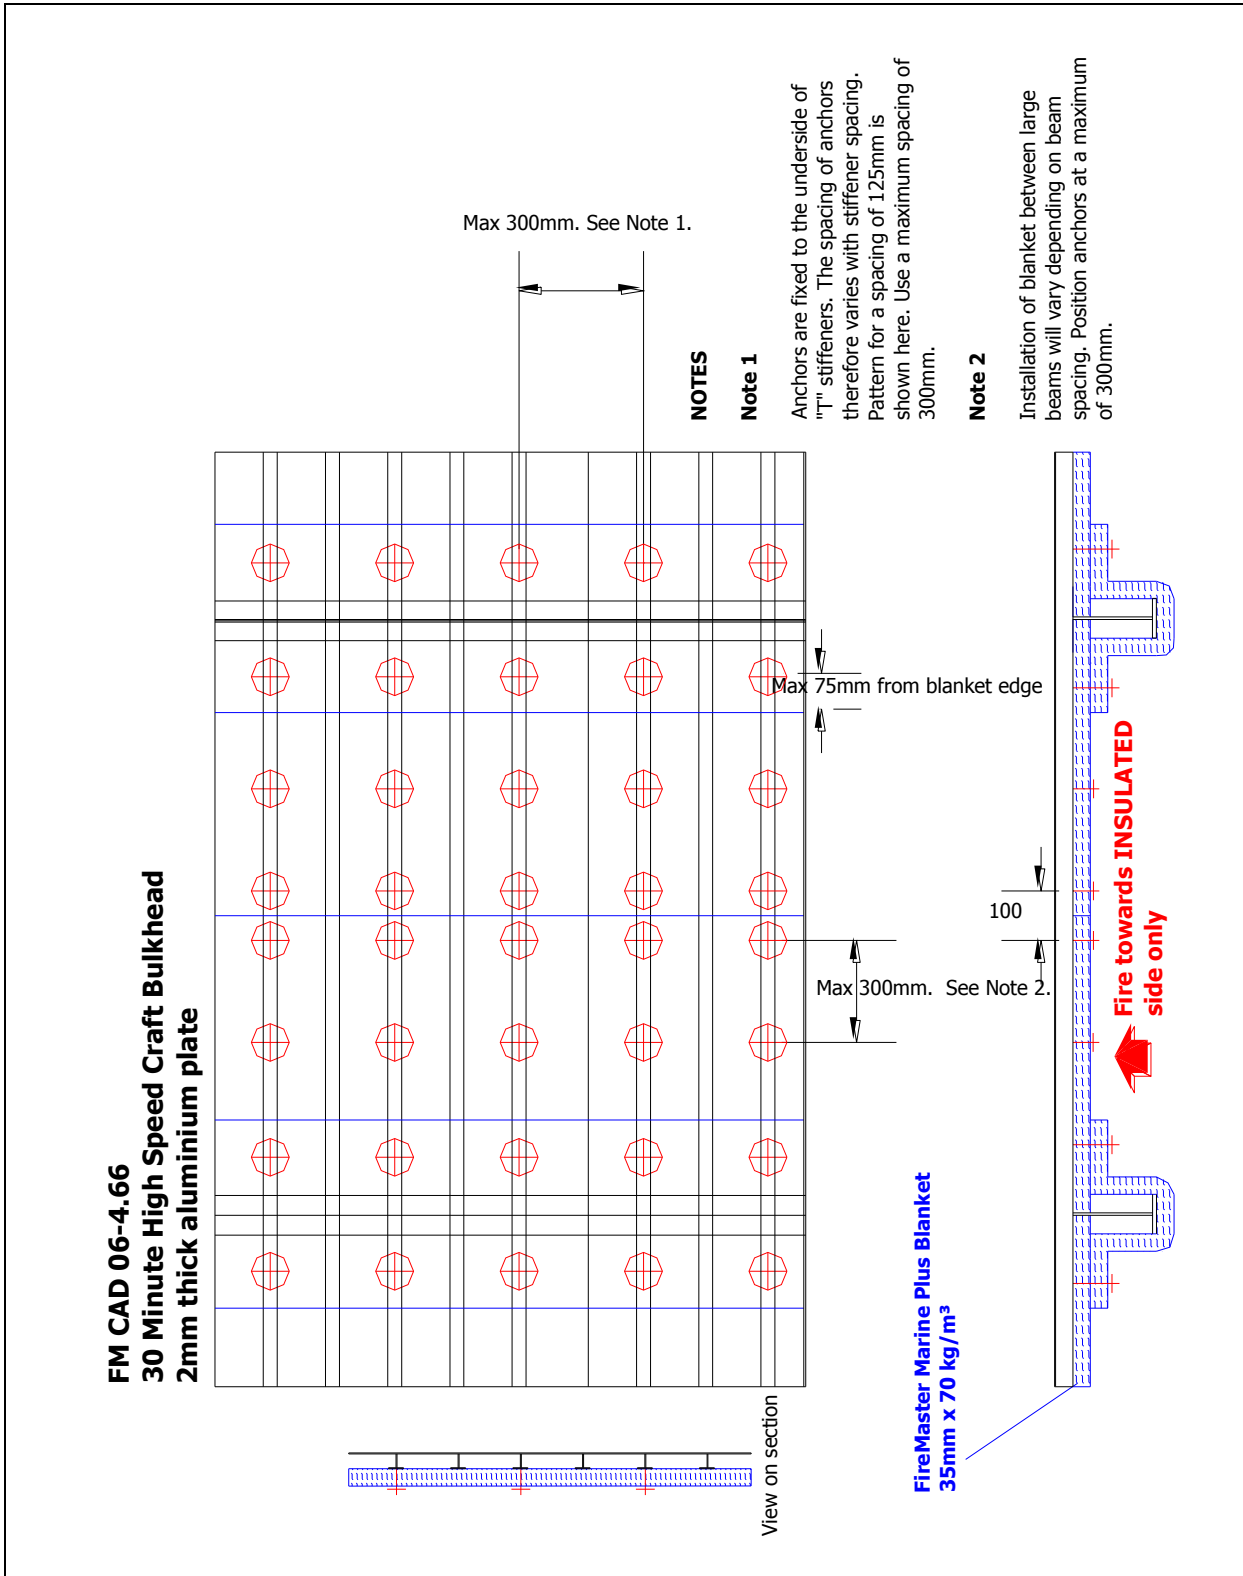 FM CAD 06-4.66
30 Minute High Speed Craft Bulkhead
2mm thick aluminium plate
Max 300mm. See Note 1.
NOTES
Note 1
Anchors are fixed to the underside of
"T" stiffeners. The spacing of anchors
therefore varies with stiffener spacing.
Pattern for a spacing of 125mm is
shown here. Use a maximum spacing of
300mm.
Note 2
Installation of blanket between large
beams will vary depending on beam
spacing. Position anchors at a maximum
of 300mm.
Max 75mm from blanket edge
100
Max 300mm.  See Note 2.
Fire towards INSULATED
side only
FireMaster Marine Plus Blanket
35mm x 70 kg/m³
View on section